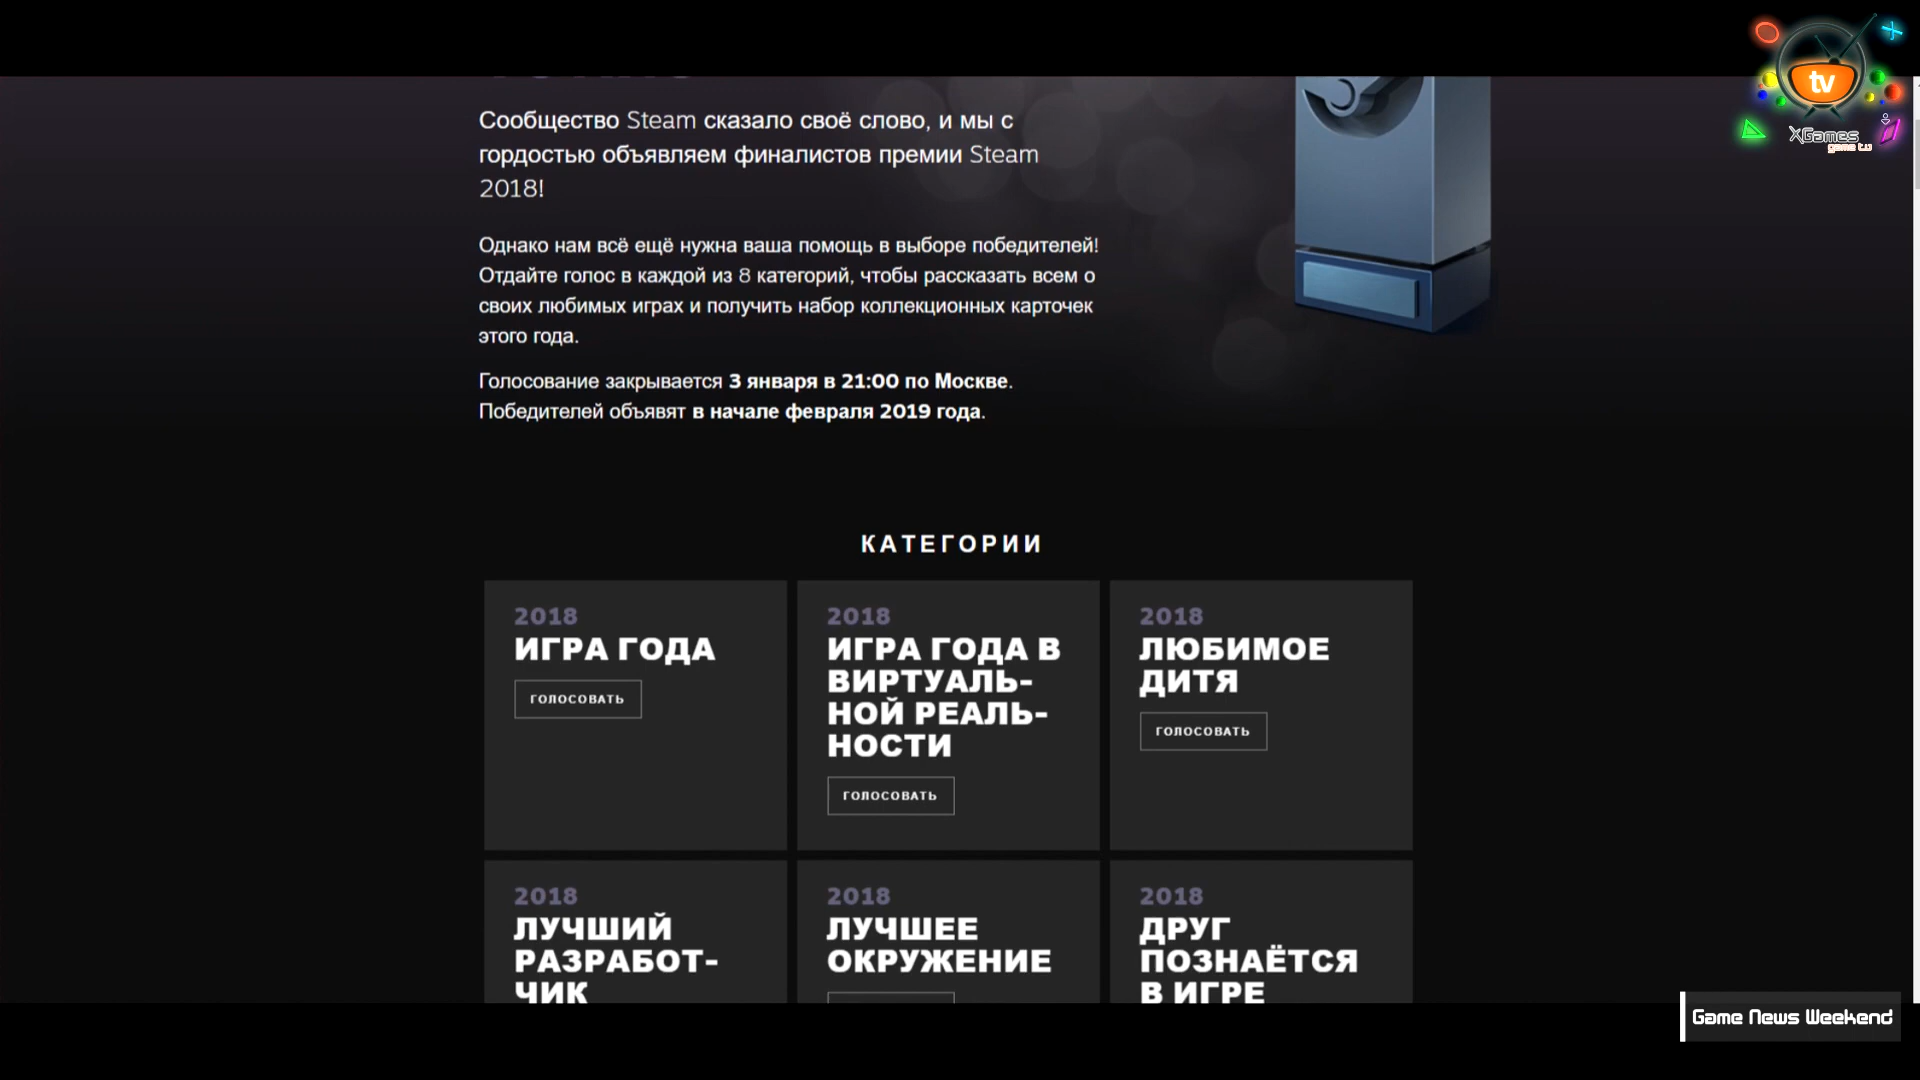 tv
XGames
game t.v
Сообщество Steam сказало своё слово, и мы с
гордостью объявляем финалистов премии Steam
2018!
Однако нам всё ещё нужна ваша помощь в выборе победителей!
Отдайте голос в каждой из 8 категорий, чтобы рассказать всем о
своих любимых играх и получить набор коллекционных карточек
этого года.
Голосование закрывается 3 января в 21:00 по Москве.
Победителей объявят в начале февраля 2019 года.
КАТЕГОРИИ
2018
ИГРА ГОДА
ГОЛОСОВАТЬ
2018
ИГРА ГОДА В
ВИРТУАЛЬ-
НОЙ РЕАЛЬ-
НОСТИ
ГОЛОСОВАТЬ
2018
ЛЮБИМОЕ
ДИТЯ
ГОЛОСОВАТЬ
2018
ЛУЧШИЙ
РАЗРАБОТ-
ЧИК
2018
ЛУЧШЕЕ
ОКРУЖЕНИЕ
2018
ДРУГ
ПОЗНАЁТСЯ
В ИГРЕ
Game News Weekend